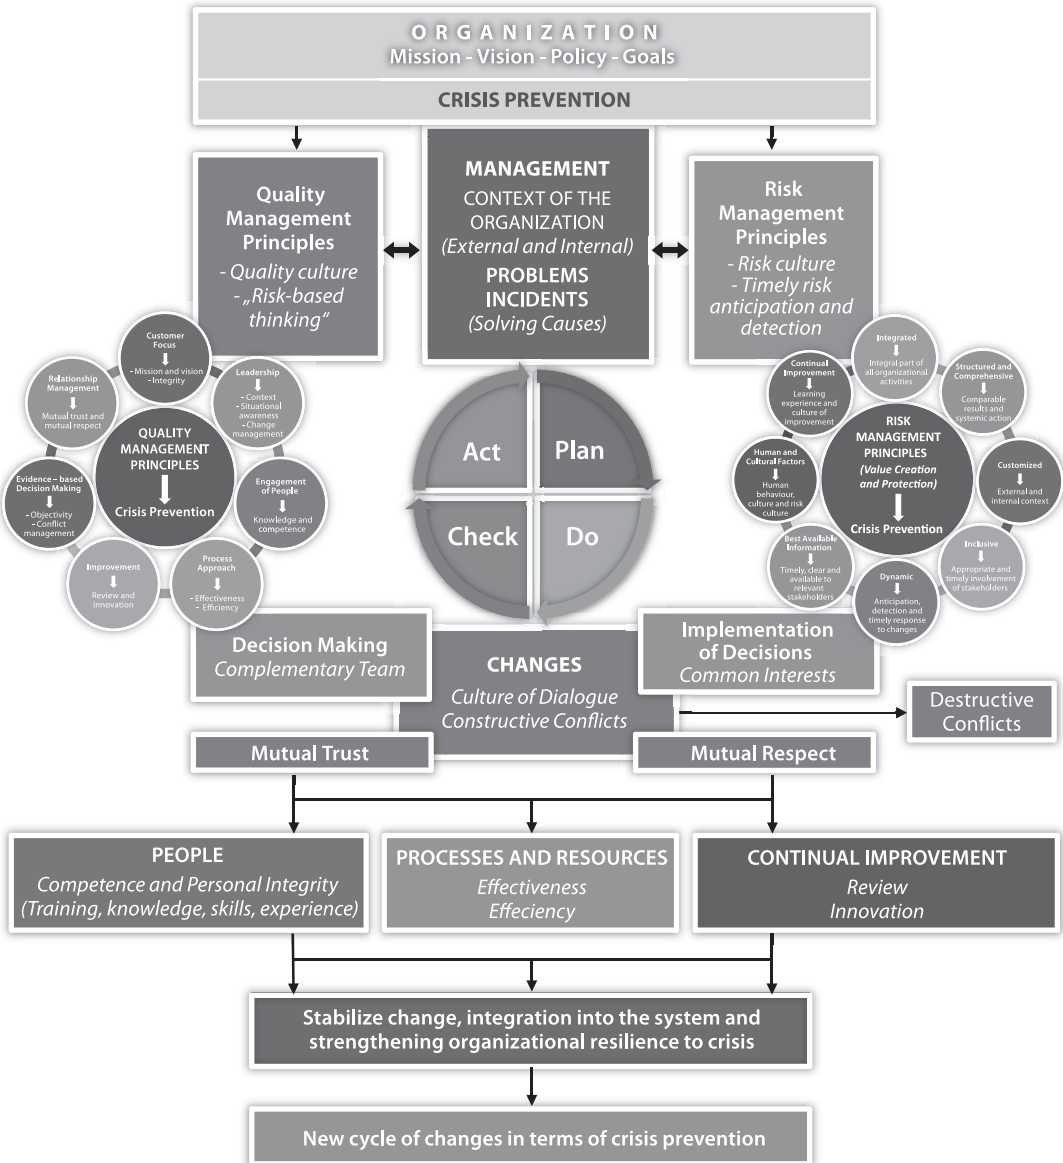 ORGANIZATION
Mission - Vision - Policy - Goals
CRISIS PREVENTION
Quality
Management
Principles
- Quality culture
- „Risk-based
thinking“
MANAGEMENT
CONTEXT OF THE
ORGANIZATION
(External and Internal)
PROBLEMS
INCIDENTS
(Solving Causes)
Risk
Management
Principles
- Risk culture
- Timely risk
anticipation and
detection
Customer
Focus
- Mission and vision
- Integrity
Leadership
- Context
- Situational
awareness
- Change
management
Engagement
of People
Knowledge and
competence
Process
Approach
- Effectiveness
- Efficiency
Improvement
Review and
innovation
Evidence – based
Decision Making
- Objectivity
- Conflict
management
Relationship
Management
Mutual trust and
mutual respect
QUALITY
MANAGEMENT
PRINCIPLES
Crisis Prevention
Act
Plan
Check
Do
Integrated
Integral part of
all organizational
activities
Structured and
Comprehensive
Comparable
results and
systemic action
Customized
External and
internal context
Inclusive
Appropriate and
timely involvement
of stakeholders
Dynamic
Anticipation,
detection and
timely response
to changes
Best Available
Information
Timely, clear and
available to
relevant
stakeholders
Human and
Cultural Factors
Human
behaviour,
culture and risk
culture
Continual
Improvement
Learning
experience and
culture of
improvement
RISK
MANAGEMENT
PRINCIPLES
(Value Creation
and Protection)
Crisis Prevention
Decision Making
Complementary Team
CHANGES
Culture of Dialogue
Constructive Conflicts
Implementation
of Decisions
Common Interests
Destructive
Conflicts
Mutual Trust
Mutual Respect
PEOPLE
Competence and Personal Integrity
(Training, knowledge, skills, experience)
PROCESSES AND RESOURCES
Effectiveness
Effeciency
CONTINUAL IMPROVEMENT
Review
Innovation
Stabilize change, integration into the system and
strengthening organizational resilience to crisis
New cycle of changes in terms of crisis prevention